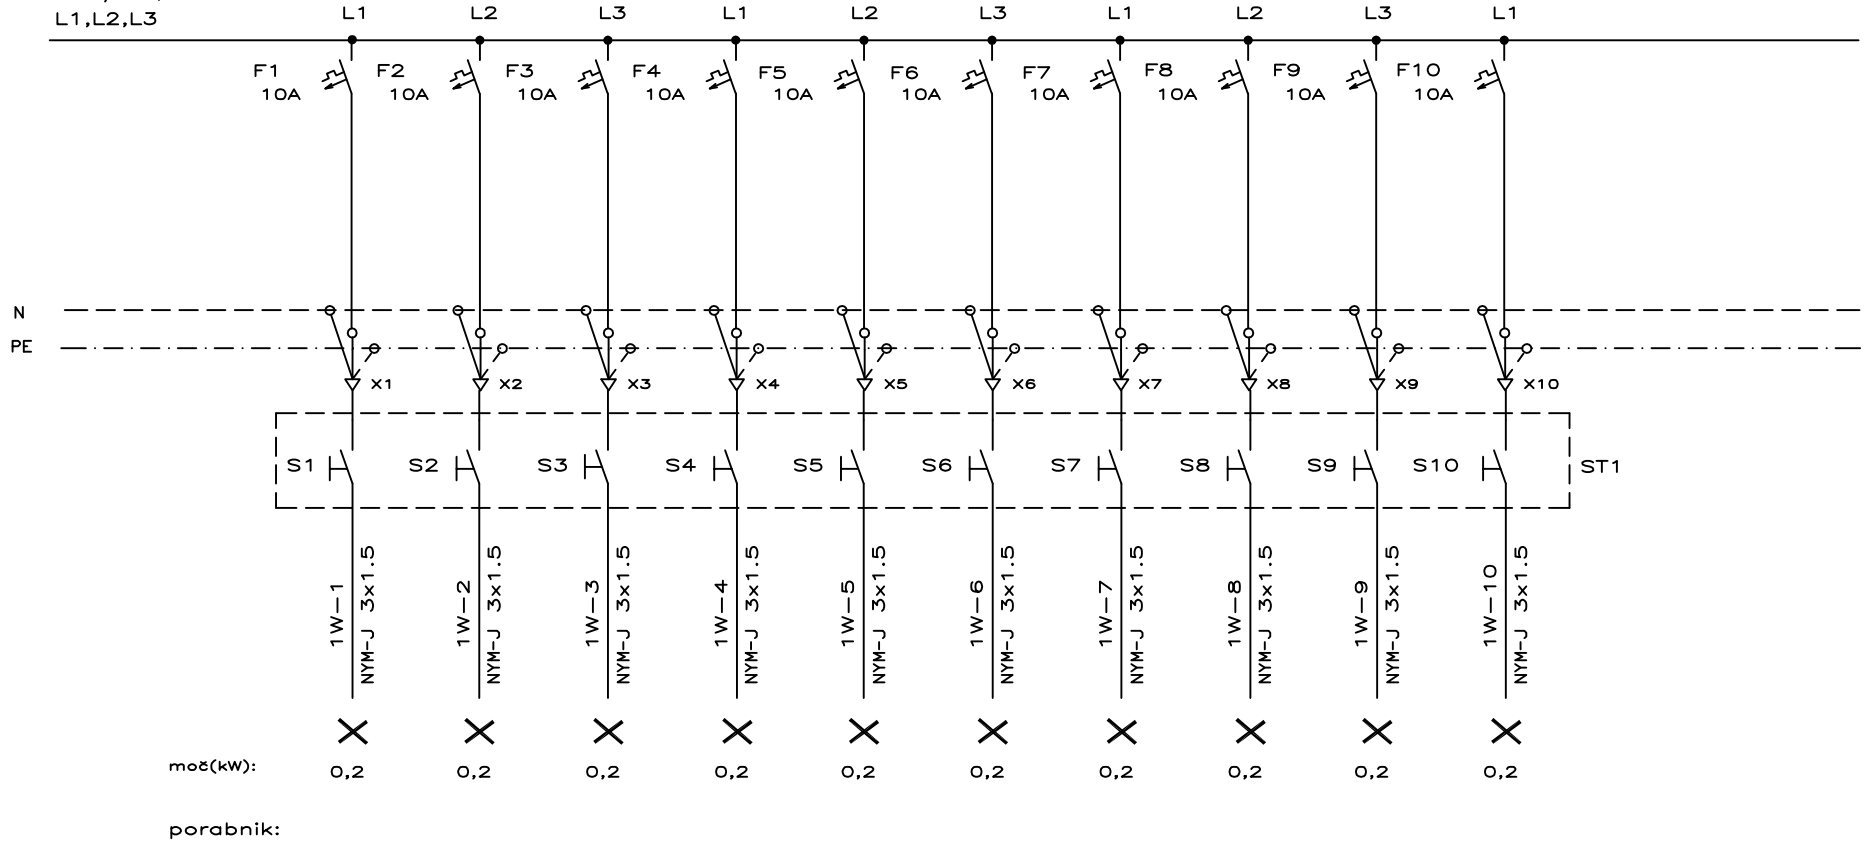 L1,L2,L3
L1 L2 L3 L1 L2 L3 L1 L2 L3 L1
F1 F2 F3 F4 F5 F6 F7 F8 F9 F10
10A 10A 10A 10A 10A 10A 10A 10A 10A 10A
N
PE
X1 X2 X3 X4 X5 X6 X7 X8 X9 X10
S1 S2 S3 S4 S5 S6 S7 S8 S9 S10 ST1
1W-1
NYM-J 3x1.5
1W-2
NYM-J 3x1.5
1W-3
NYM-J 3x1.5
1W-4
NYM-J 3x1.5
1W-5
NYM-J 3x1.5
1W-6
NYM-J 3x1.5
1W-7
NYM-J 3x1.5
1W-8
NYM-J 3x1.5
1W-9
NYM-J 3x1.5
1W-10
NYM-J 3x1.5
moč(kW): 0,2 0,2 0,2 0,2 0,2 0,2 0,2 0,2 0,2 0,2
porabnik: